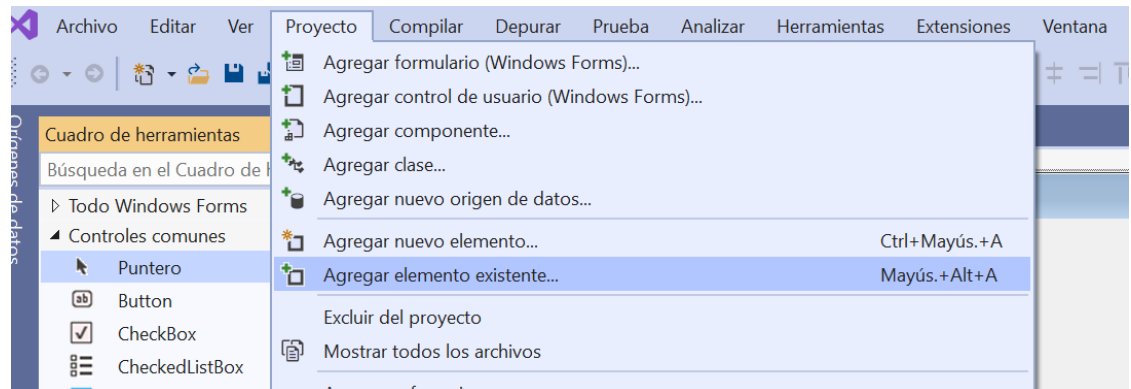 Archivo Editar Ver Proyecto Compilar Depurar Prueba Analizar Herramientas Extensiones Ventana
Agregar formulario (Windows Forms)...
Agregar control de usuario (Windows Forms)...
Agregar componente...
Agregar clase...
Agregar nuevo origen de datos...
Agregar nuevo elemento... Ctrl+Mayús.+A
Agregar elemento existente... Mayús.+Alt+A
Excluir del proyecto
Mostrar todos los archivos
Orígenes de datos
Cuadro de herramientas
Búsqueda en el Cuadro de
Todo Windows Forms
Controles comunes
Puntero
Button
CheckBox
CheckedListBox